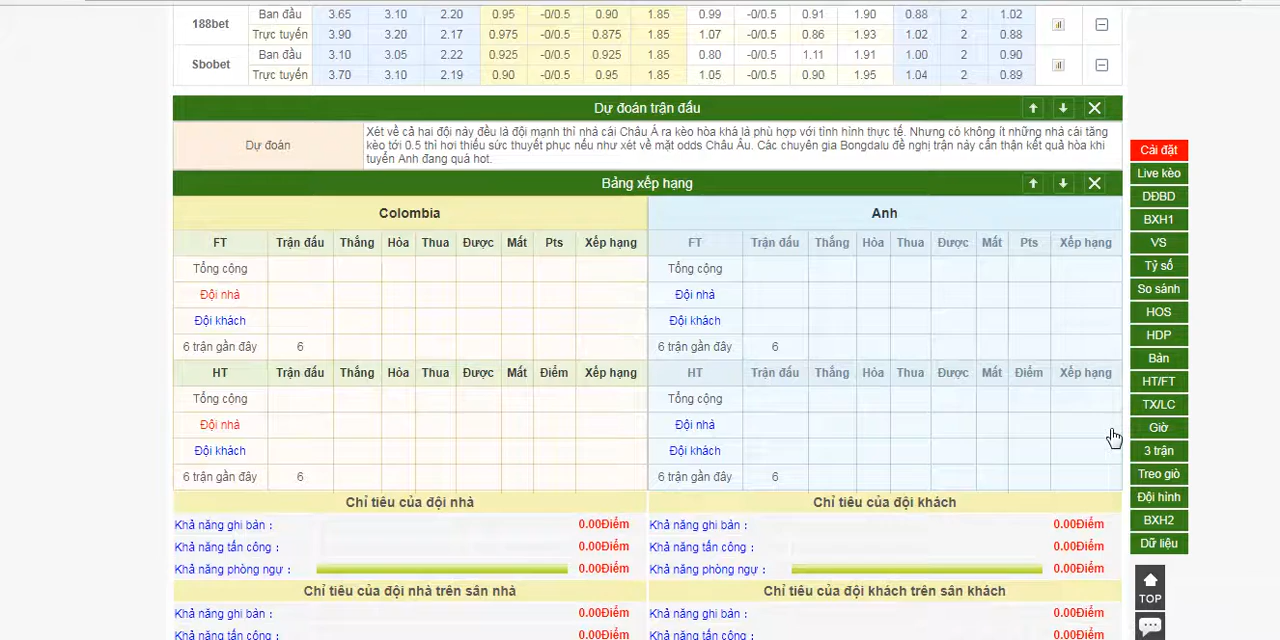 188bet
Ban đầu 3.65 3.10 2.20 0.95 -0/0.5 0.90 1.85 0.99 -0/0.5 0.91 1.90 0.88 2 1.02
Trực tuyến 3.90 3.20 2.17 0.975 -0/0.5 0.875 1.85 1.07 -0/0.5 0.86 1.93 1.02 2 0.88
Sbobet
Ban đầu 3.10 3.05 2.22 0.925 -0/0.5 0.925 1.85 0.80 -0/0.5 1.11 1.91 1.00 2 0.90
Trực tuyến 3.70 3.10 2.19 0.90 -0/0.5 0.95 1.85 1.05 -0/0.5 0.90 1.95 1.04 2 0.89
Dự đoán trận đấu
Dự đoán
Xét về cả hai đội này đều là đội mạnh thì nhà cái Châu Á ra kèo hòa khá là phù hợp với tình hình thực tế. Nhưng có không ít những nhà cái tăng
kèo tới 0.5 thì hơi thiếu sức thuyết phục nếu như xét về mặt odds Châu Âu. Các chuyên gia Bongdalu đề nghị trận này cẩn thận kết quả hòa khi
tuyển Anh đang quá hot.
Bảng xếp hạng
Colombia Anh
FT Trận đấu Thắng Hòa Thua Được Mất Pts Xếp hạng FT Trận đấu Thắng Hòa Thua Được Mất Pts Xếp hạng
Tổng cộng Tổng cộng
Đội nhà Đội nhà
Đội khách Đội khách
6 trận gần đây 6 6 trận gần đây 6
HT Trận đấu Thắng Hòa Thua Được Mất Điểm Xếp hạng HT Trận đấu Thắng Hòa Thua Được Mất Điểm Xếp hạng
Tổng cộng Tổng cộng
Đội nhà Đội nhà
Đội khách Đội khách
6 trận gần đây 6 6 trận gần đây 6
Chỉ tiêu của đội nhà Chỉ tiêu của đội khách
Khả năng ghi bàn : 0.00Điểm Khả năng ghi bàn : 0.00Điểm
Khả năng tấn công : 0.00Điểm Khả năng tấn công : 0.00Điểm
Khả năng phòng ngự : 0.00Điểm Khả năng phòng ngự : 0.00Điểm
Chỉ tiêu của đội nhà trên sân nhà Chỉ tiêu của đội khách trên sân khách
Khả năng ghi bàn : 0.00Điểm Khả năng ghi bàn : 0.00Điểm
Khả năng tấn công : 0.00Điểm Khả năng tấn công : 0.00Điểm
Cài đặt
Live kèo
DĐBD
BXH1
VS
Tỷ số
So sánh
HOS
HDP
Bàn
HT/FT
TX/LC
Giờ
3 trận
Treo giò
Đội hình
BXH2
Dữ liệu
TOP